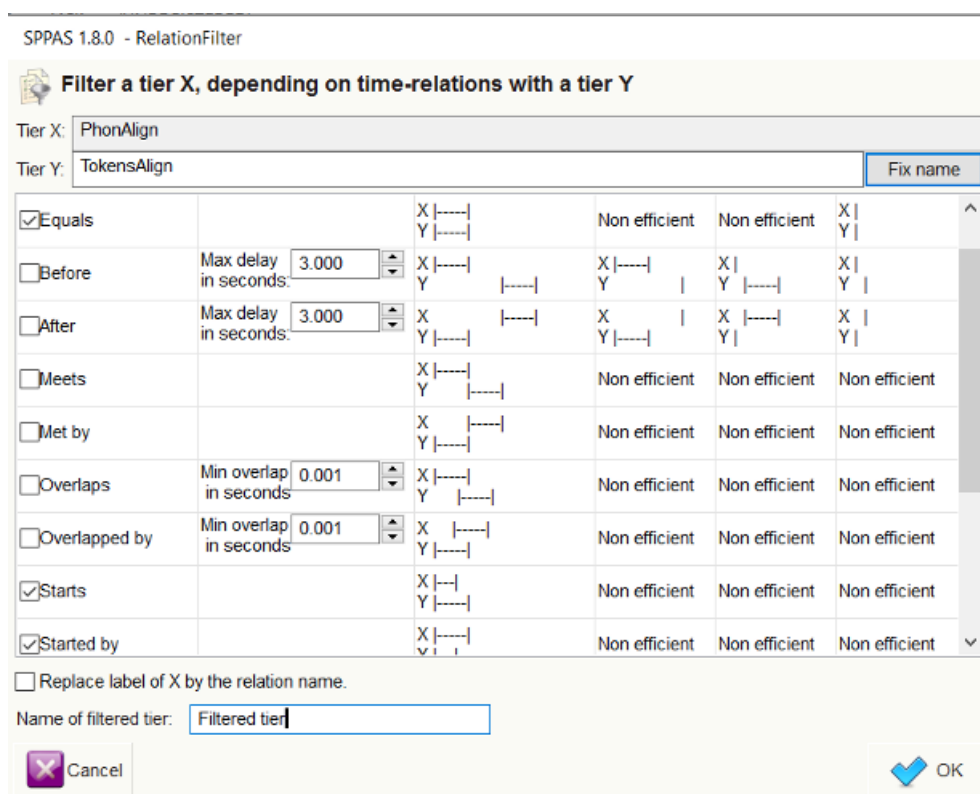 SPPAS 1.8.0 - RelationFilter
Filter a tier X, depending on time-relations with a tier Y
Tier X: PhonAlign
Tier Y: TokensAlign Fix name
Equals X |-----| Non efficient Non efficient X |
Y |-----| Y |
Before Max delay 3.000 X |-----| X |-----| X | X |
in seconds: Y |-----| Y | Y |-----| Y |
After Max delay 3.000 X |-----| X | X |-----| X |
in seconds: Y |-----| Y |-----| Y | Y |
Meets X |-----| Non efficient Non efficient Non efficient
Y |-----|
Met by X |-----| Non efficient Non efficient Non efficient
Y |-----|
Overlaps Min overlap 0.001 X |-----| Non efficient Non efficient Non efficient
in seconds Y |-----|
Overlapped by Min overlap 0.001 X |-----| Non efficient Non efficient Non efficient
in seconds Y |-----|
Starts X |---| Non efficient Non efficient Non efficient
Y |-----|
Started by X |-----| Non efficient Non efficient Non efficient
Replace label of X by the relation name.
Name of filtered tier: Filtered tier
Cancel OK